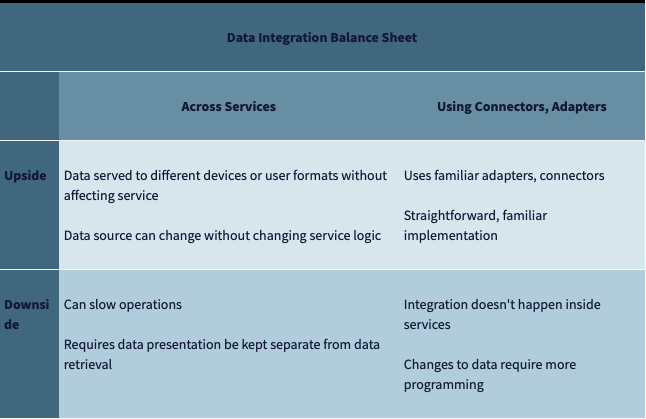 Data Integration Balance Sheet
Across Services
Using Connectors, Adapters
Upside
Data served to different devices or user formats without
affecting service
Data source can change without changing service logic
Uses familiar adapters, connectors
Straightforward, familiar
implementation
Downsi
de
Can slow operations
Requires data presentation be kept separate from data
retrieval
Integration doesn't happen inside
services
Changes to data require more
programming